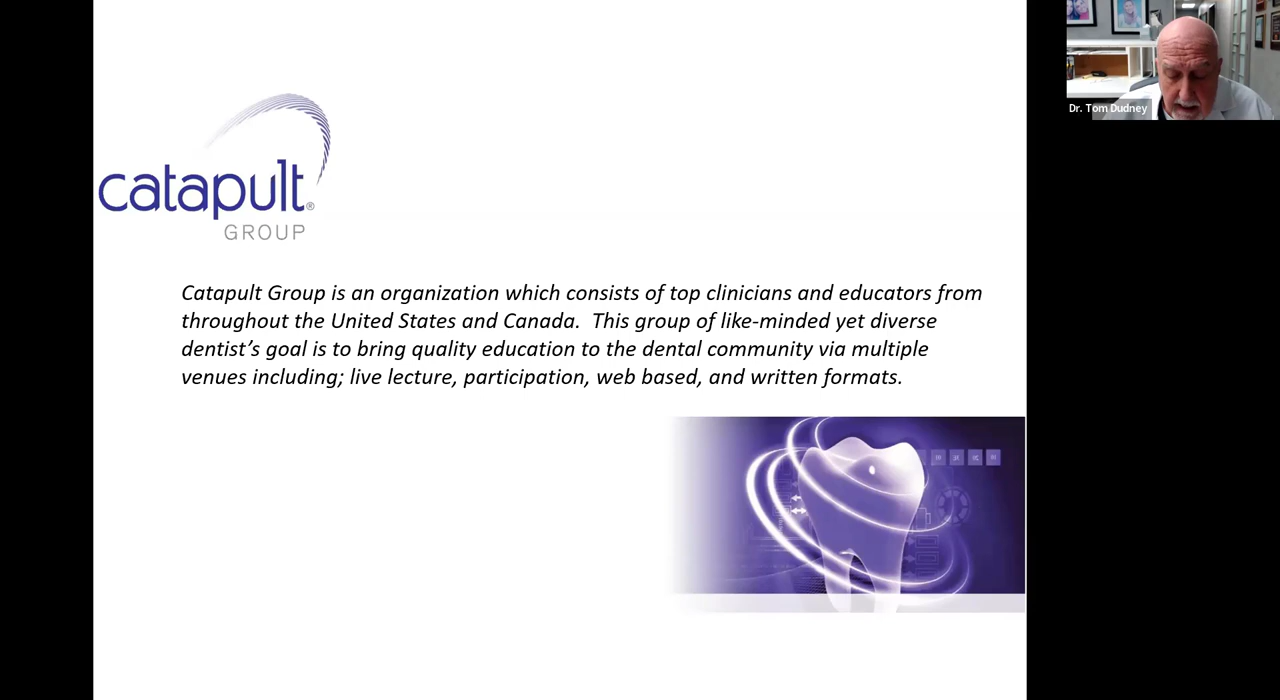 catapult®
GROUP
Catapult Group is an organization which consists of top clinicians and educators from
throughout the United States and Canada.  This group of like-minded yet diverse
dentist’s goal is to bring quality education to the dental community via multiple
venues including; live lecture, participation, web based, and written formats.
Dr. Tom Dudney